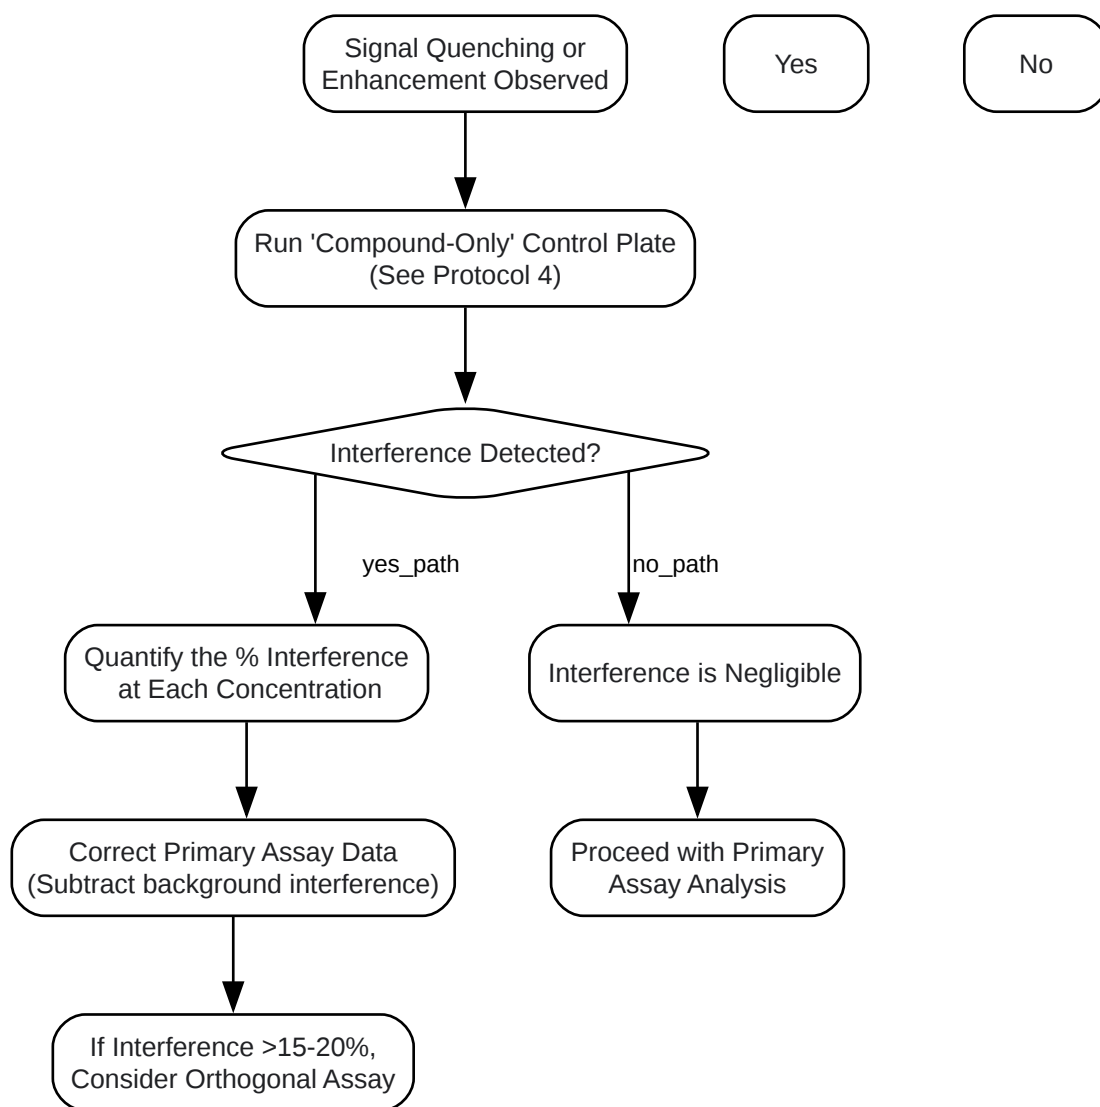 Signal Quenching or
Enhancement Observed
Yes
No
Run 'Compound-Only' Control Plate
(See Protocol 4)
Interference Detected?
yes_path
no_path
Quantify the % Interference
at Each Concentration
Interference is Negligible
Correct Primary Assay Data
(Subtract background interference)
Proceed with Primary
Assay Analysis
If Interference >15-20%,
Consider Orthogonal Assay